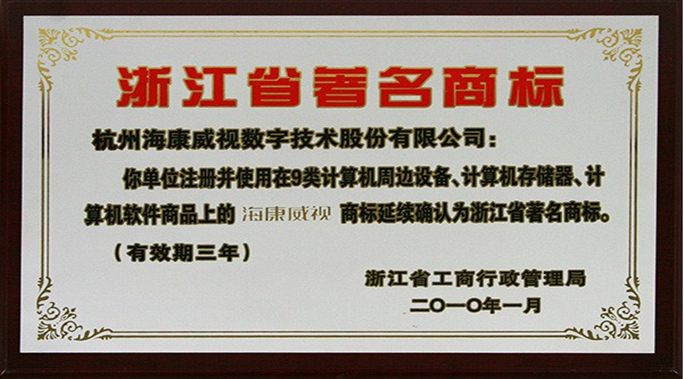 浙江省著名商标
杭州海康威视数字技术股份有限公司：
你单位注册并使用在9类计算机周边设备、计算机存储器、计
算机软件商品上的 海康威视 商标延续确认为浙江省著名商标。
（有效期三年）
浙江省工商行政管理局
二〇一〇年一月